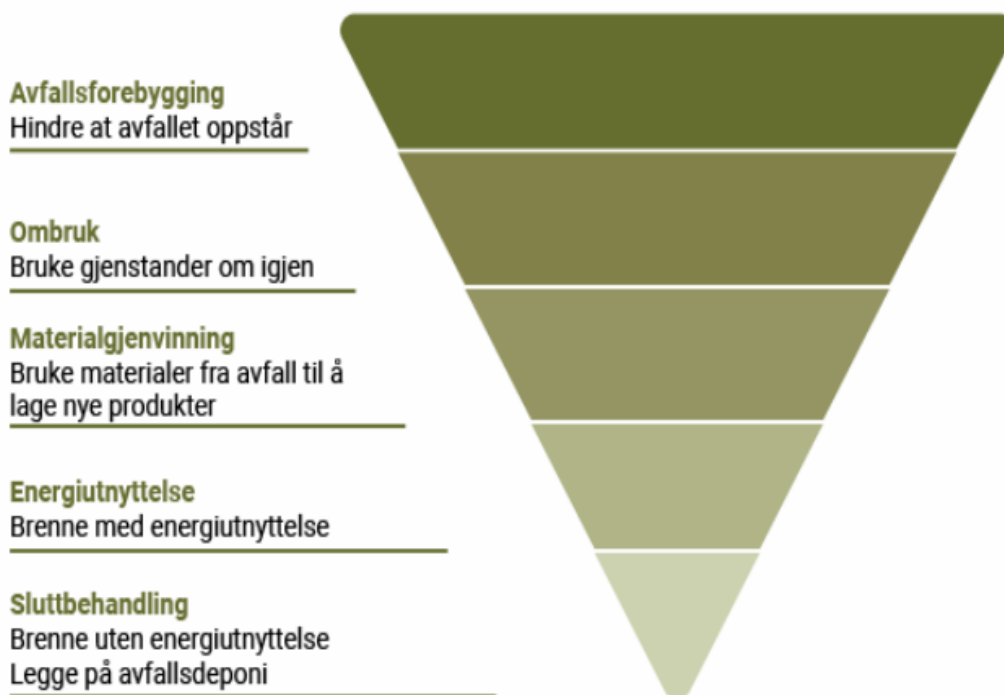 Avfallsforebygging
Hindre at avfallet oppstår
Ombruk
Bruke gjenstander om igjen
Materialgjenvinning
Bruke materialer fra avfall til å
lage nye produkter
Energiutnyttelse
Brenne med energiutnyttelse
Sluttbehandling
Brenne uten energiutnyttelse
Legge på avfallsdeponi